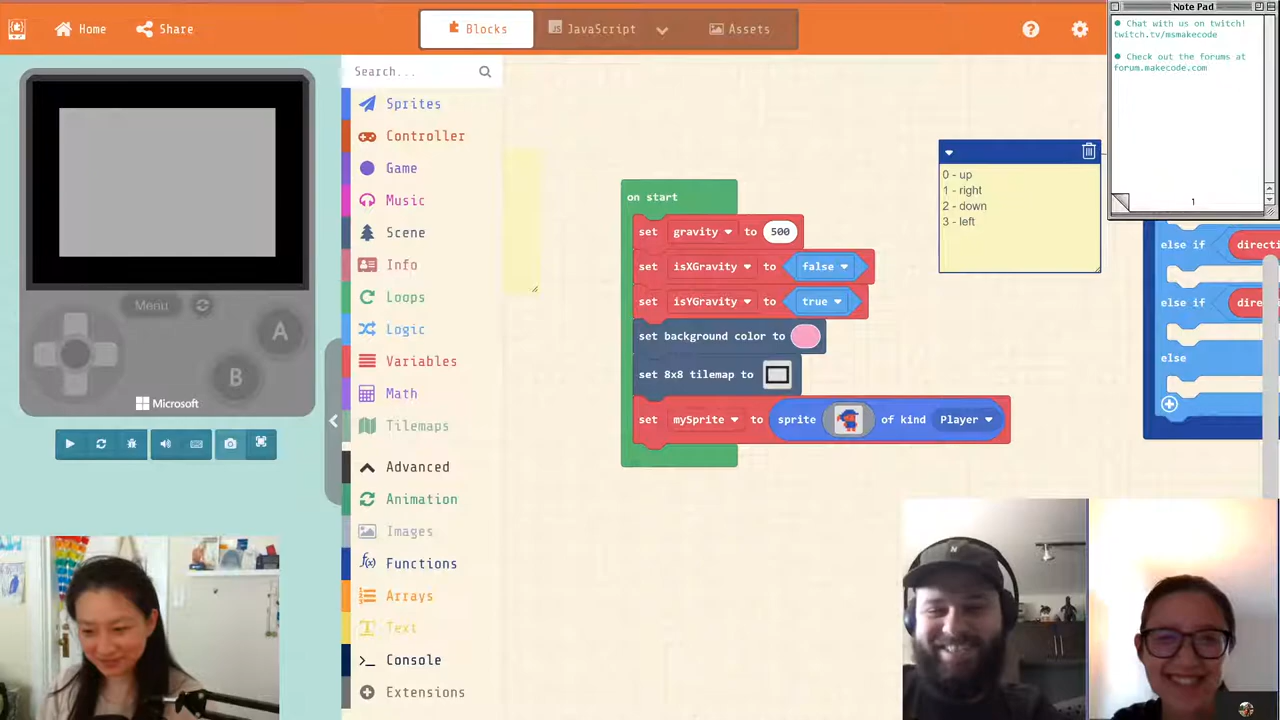 Home
Share
Blocks
JavaScript
Assets
Note Pad
Chat with us on twitch!
twitch.tv/msmakecode
Check out the forums at
forum.makecode.com
1
Search...
Sprites
Controller
Game
Music
Scene
Info
Loops
Logic
Variables
Math
Tilemaps
Advanced
Animation
Images
Functions
Arrays
Text
Console
Extensions
Menu
A
B
Microsoft
on start
set gravity to 500
set isXGravity to false
set isYGravity to true
set background color to
set 8x8 tilemap to
set mySprite to sprite of kind Player
0 - up
1 - right
2 - down
3 - left
else if directi
else if dire
else